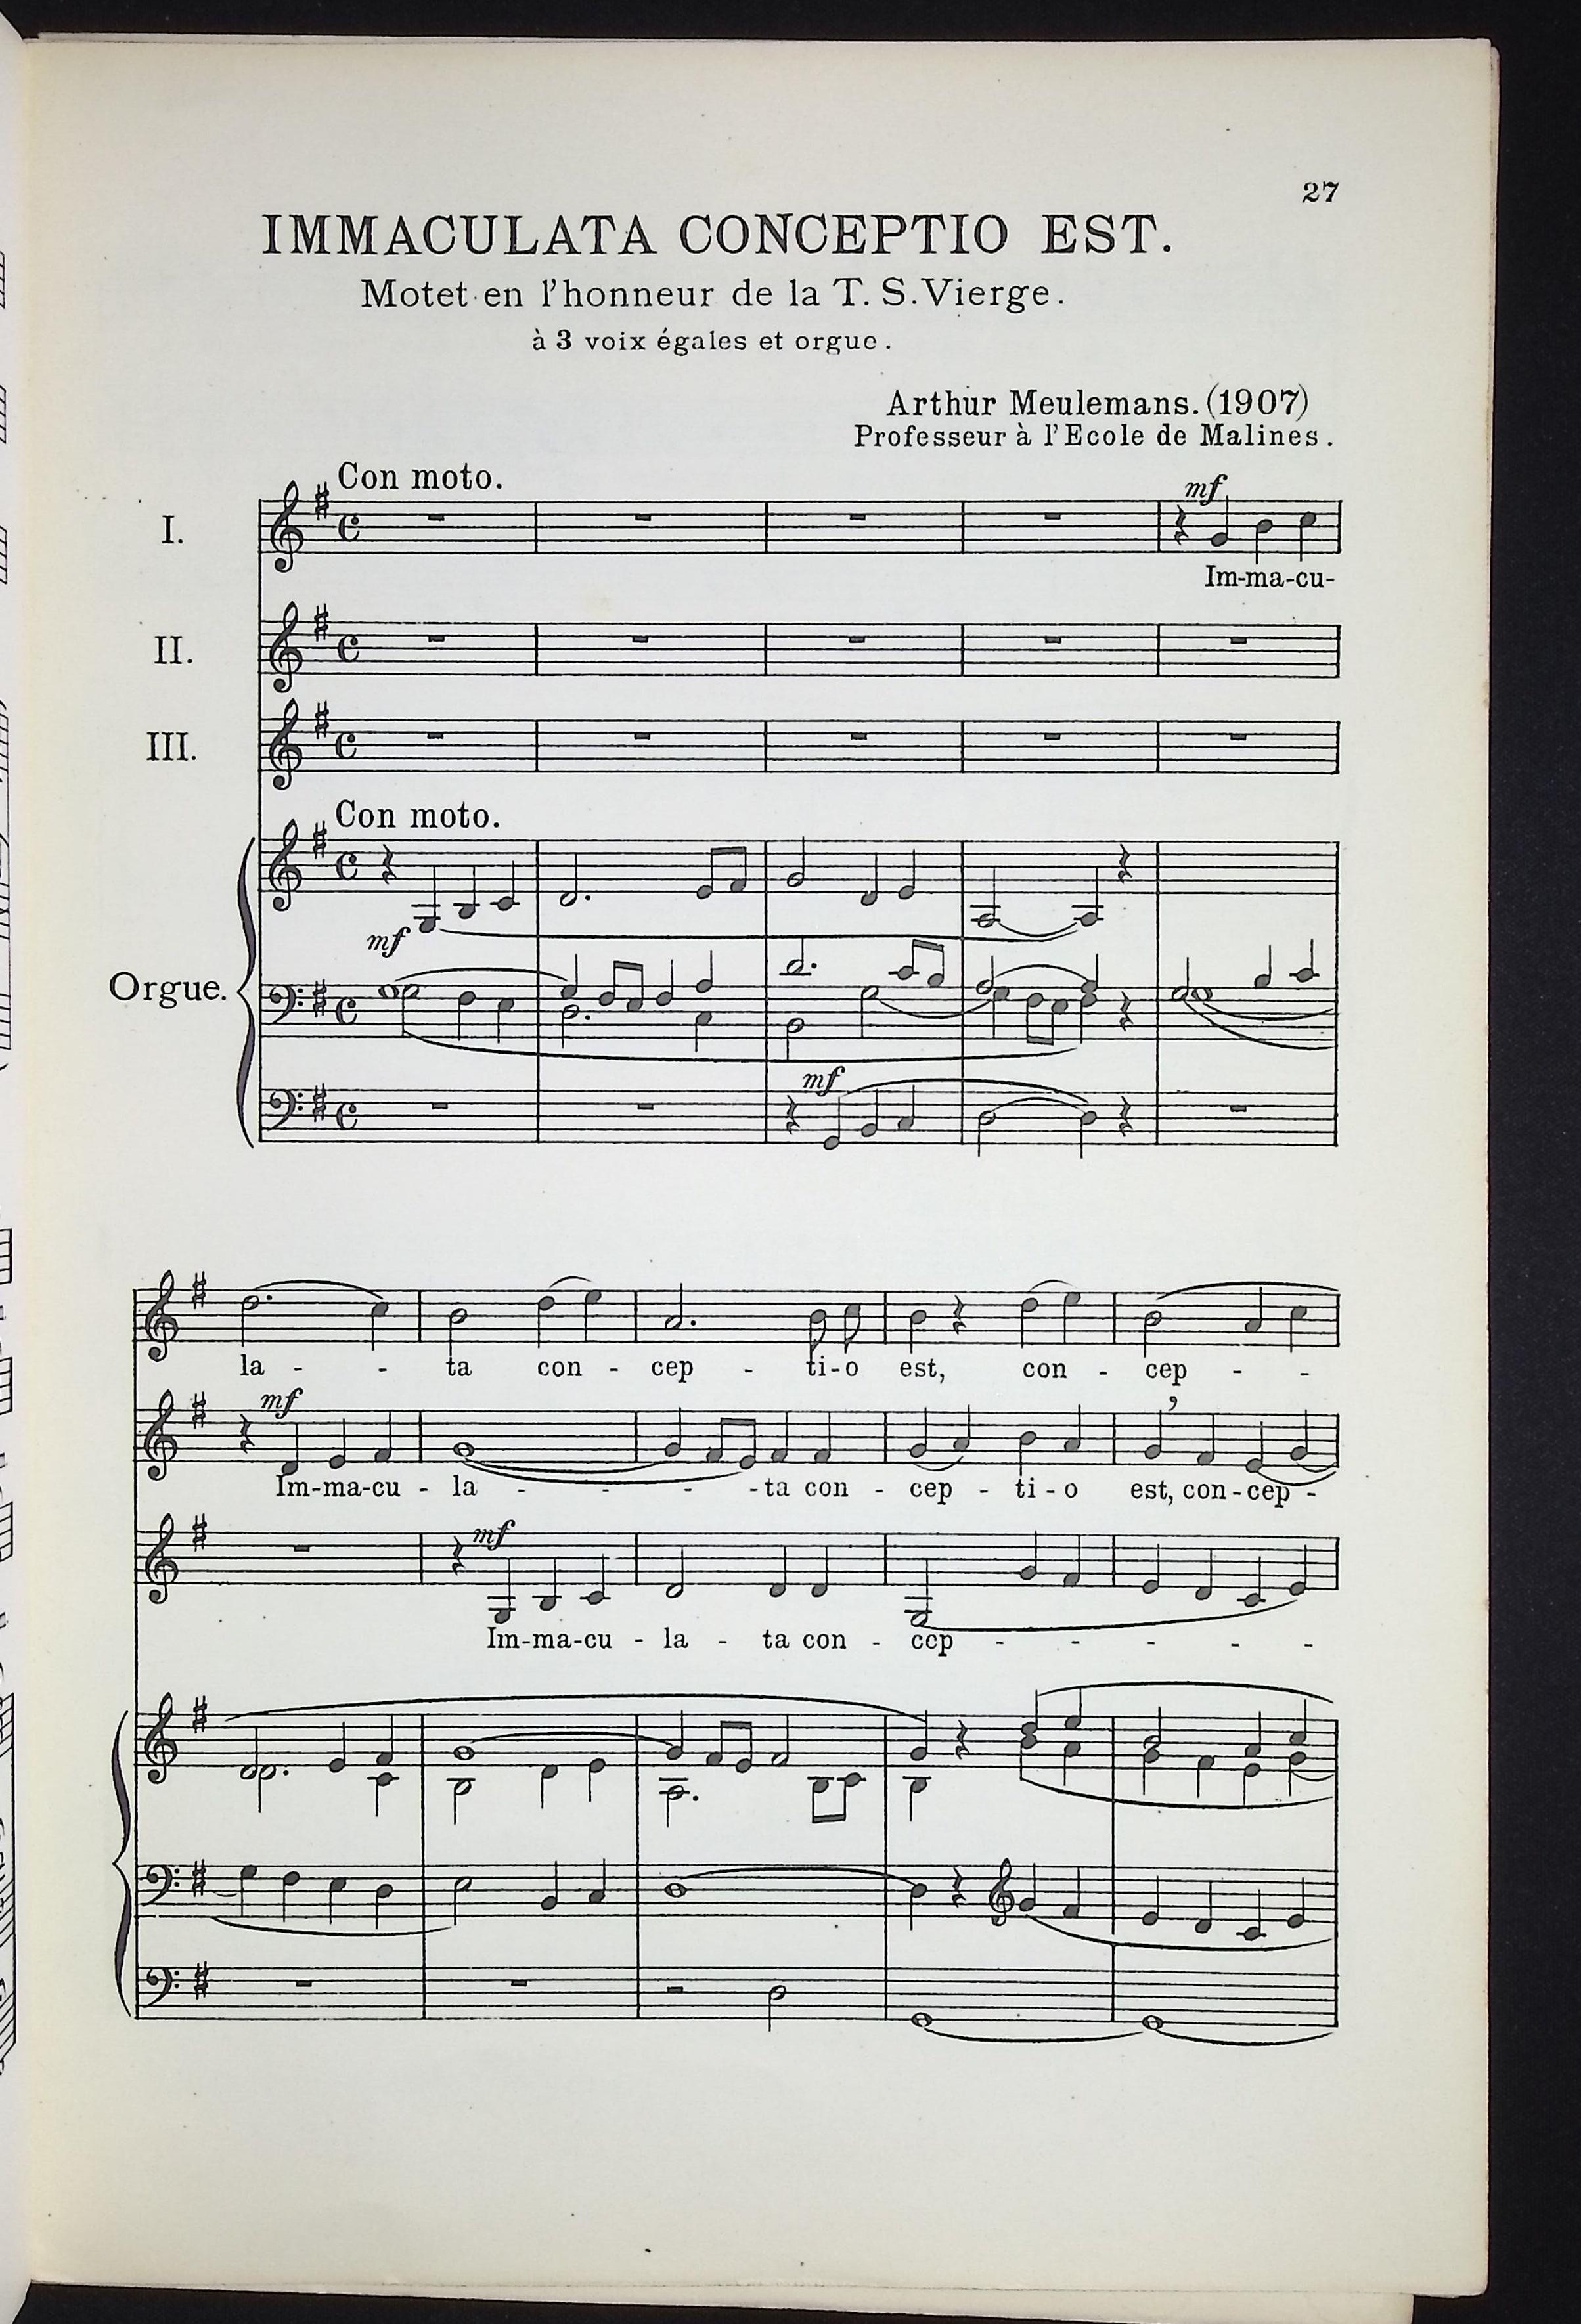 27
IMMACULATA CONCEPTIO EST.
Motet en l'honneur de la T. S. Vierge.
à 3 voix égales et orgue.
Arthur Meulemans. (1907)
Professeur à l'Ecole de Malines.
Con moto.
I.
mf
Im-ma-cu-
II.
III.
Con moto.
mf
Orgue.
mf
la - - ta con - cep - ti-o est, con - cep - -
mf
Im-ma-cu - la - - - -ta con - cep - ti-o est, con-cep -
mf
Im-ma-cu - la - ta con - cep - - - - -